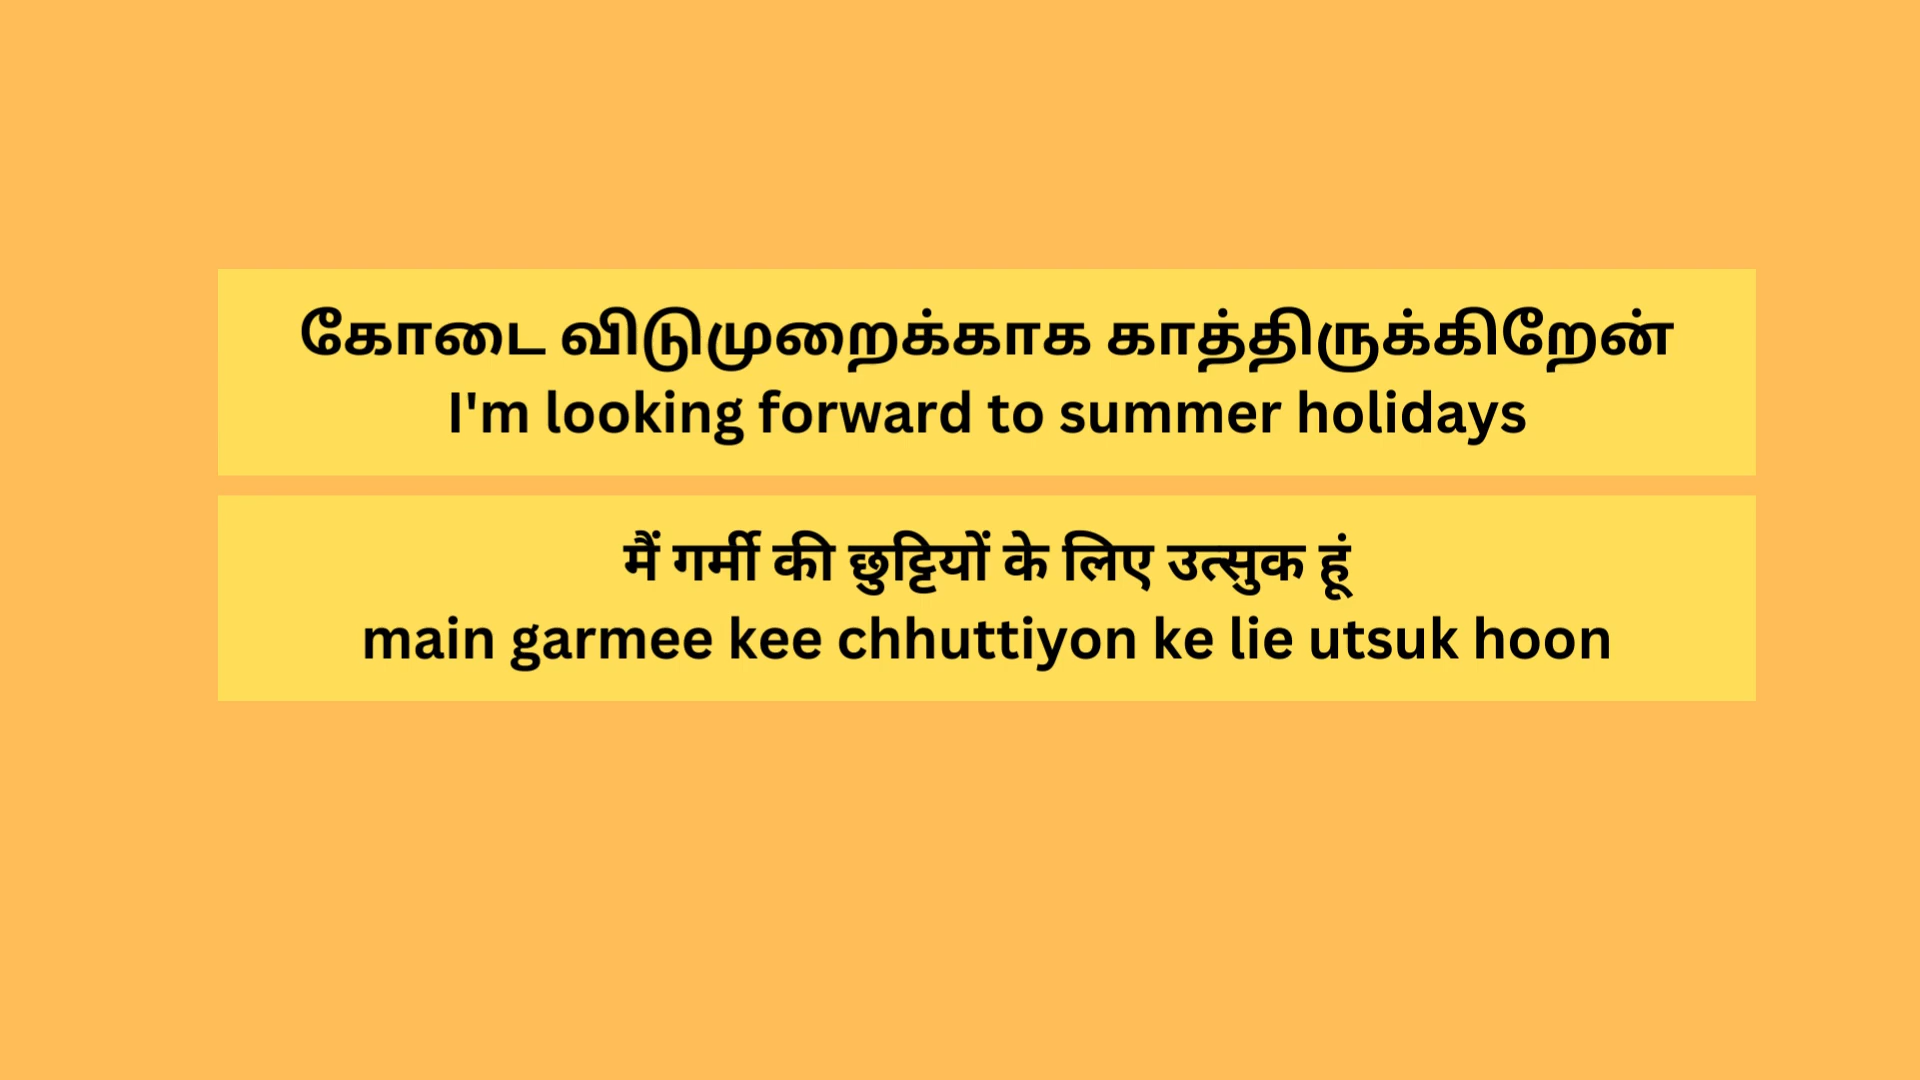 கோடை விடுமுறைக்காக காத்திருக்கிறேன்
I'm looking forward to summer holidays
मैं गर्मी की छुट्टियों के लिए उत्सुक हूं
main garmee kee chhuttiyon ke lie utsuk hoon